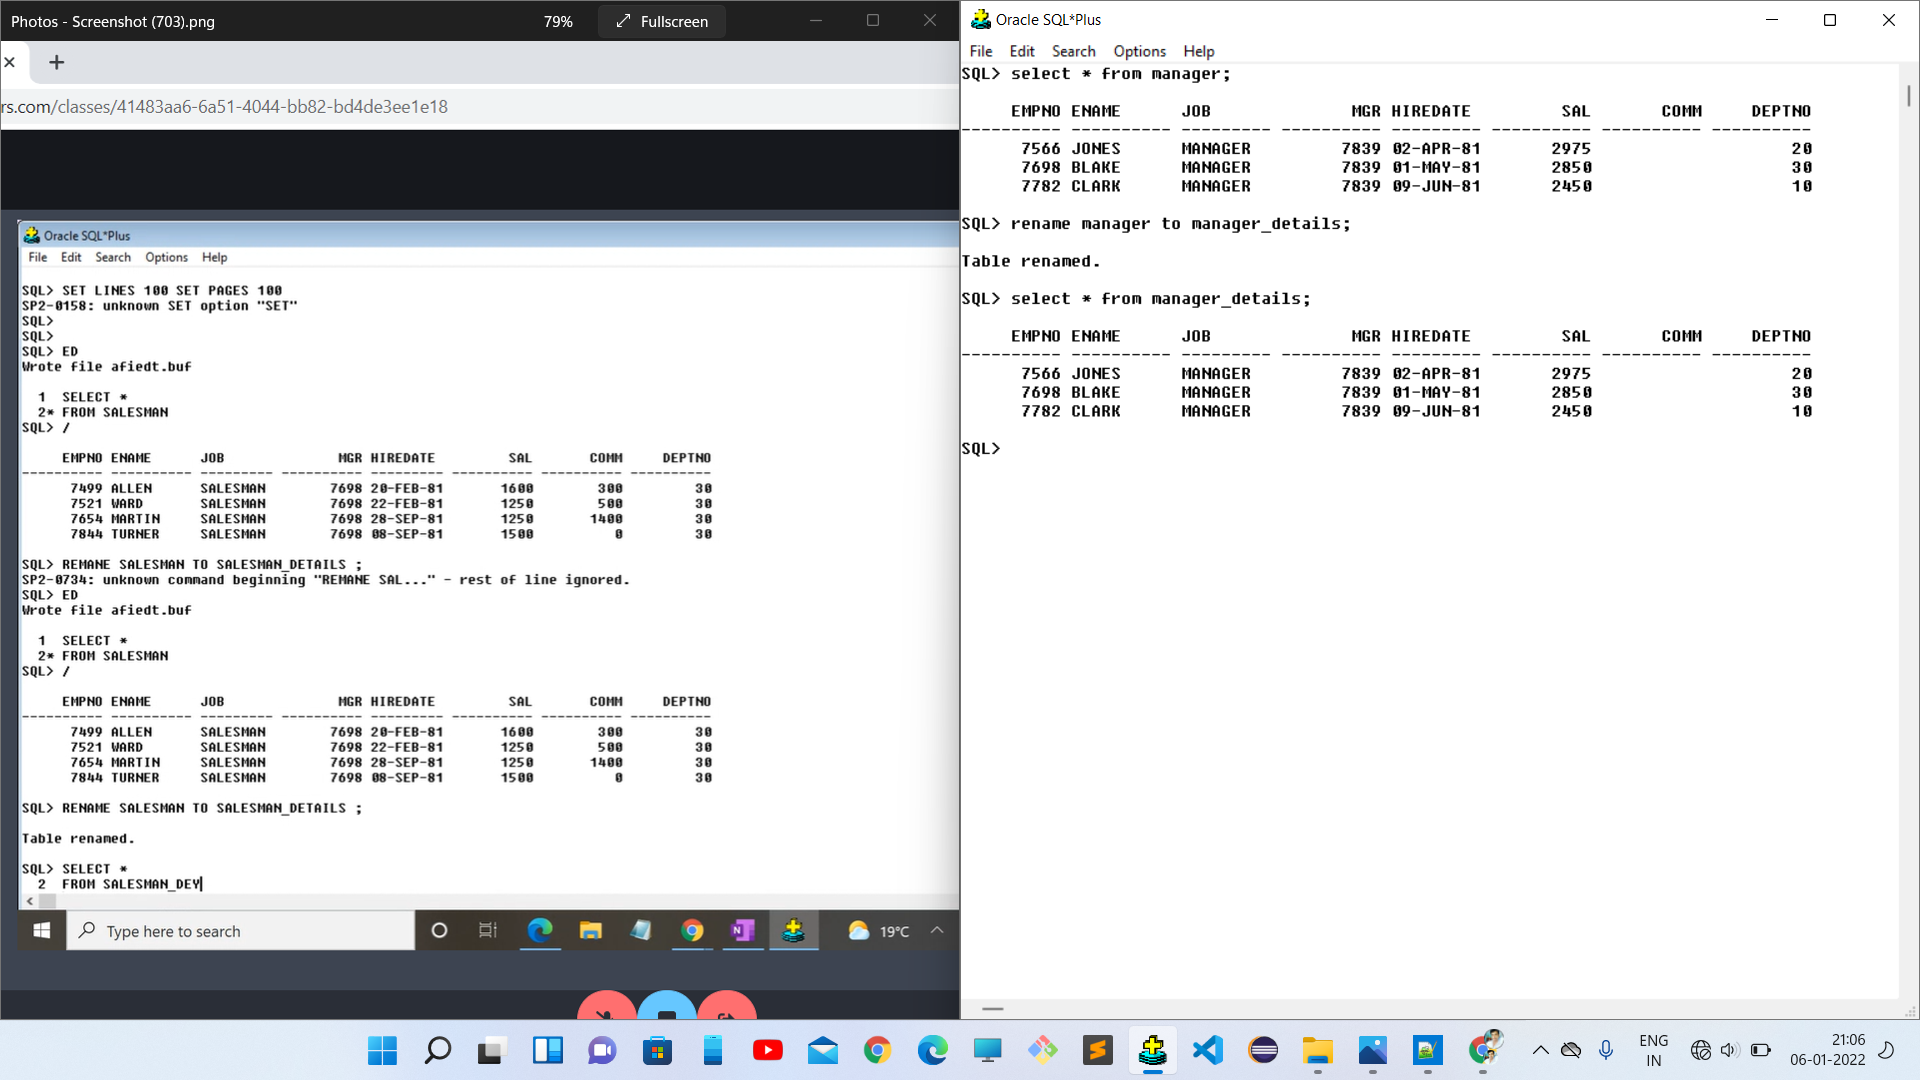 Photos - Screenshot (703).png
79%
Fullscreen
rs.com/classes/41483aa6-6a51-4044-bb82-bd4de3ee1e18
Oracle SQL*Plus
File Edit Search Options Help
SQL> SET LINES 100 SET PAGES 100
SP2-0158: unknown SET option "SET"
SQL>
SQL>
SQL> ED
Wrote file afiedt.buf
1 SELECT *
2* FROM SALESMAN
SQL> /
EMPNO ENAME JOB MGR HIREDATE SAL COMM DEPTNO
---------- ---------- --------- ---------- --------- ---------- ---------- ----------
7499 ALLEN SALESMAN 7698 20-FEB-81 1600 300 30
7521 WARD SALESMAN 7698 22-FEB-81 1250 500 30
7654 MARTIN SALESMAN 7698 28-SEP-81 1250 1400 30
7844 TURNER SALESMAN 7698 08-SEP-81 1500 0 30
SQL> REMANE SALESMAN TO SALESMAN_DETAILS ;
SP2-0734: unknown command beginning "REMANE SAL..." - rest of line ignored.
SQL> ED
Wrote file afiedt.buf
1 SELECT *
2* FROM SALESMAN
SQL> /
EMPNO ENAME JOB MGR HIREDATE SAL COMM DEPTNO
---------- ---------- --------- ---------- --------- ---------- ---------- ----------
7499 ALLEN SALESMAN 7698 20-FEB-81 1600 300 30
7521 WARD SALESMAN 7698 22-FEB-81 1250 500 30
7654 MARTIN SALESMAN 7698 28-SEP-81 1250 1400 30
7844 TURNER SALESMAN 7698 08-SEP-81 1500 0 30
SQL> RENAME SALESMAN TO SALESMAN_DETAILS ;
Table renamed.
SQL> SELECT *
2 FROM SALESMAN_DEY
Type here to search
19°C
Oracle SQL*Plus
File Edit Search Options Help
SQL> select * from manager;
EMPNO ENAME JOB MGR HIREDATE SAL COMM DEPTNO
---------- ---------- --------- ---------- --------- ---------- ---------- ----------
7566 JONES MANAGER 7839 02-APR-81 2975 20
7698 BLAKE MANAGER 7839 01-MAY-81 2850 30
7782 CLARK MANAGER 7839 09-JUN-81 2450 10
SQL> rename manager to manager_details;
Table renamed.
SQL> select * from manager_details;
EMPNO ENAME JOB MGR HIREDATE SAL COMM DEPTNO
---------- ---------- --------- ---------- --------- ---------- ---------- ----------
7566 JONES MANAGER 7839 02-APR-81 2975 20
7698 BLAKE MANAGER 7839 01-MAY-81 2850 30
7782 CLARK MANAGER 7839 09-JUN-81 2450 10
SQL>
ENG
IN
21:06
06-01-2022